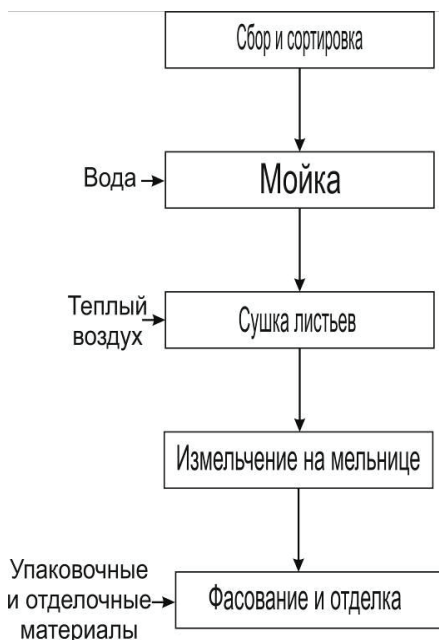 Сбор и сортировка
Вода
Мойка
Теплый
воздух
Сушка листьев
Измельчение на мельнице
Упаковочные
и отделочные
материалы
Фасование и отделка